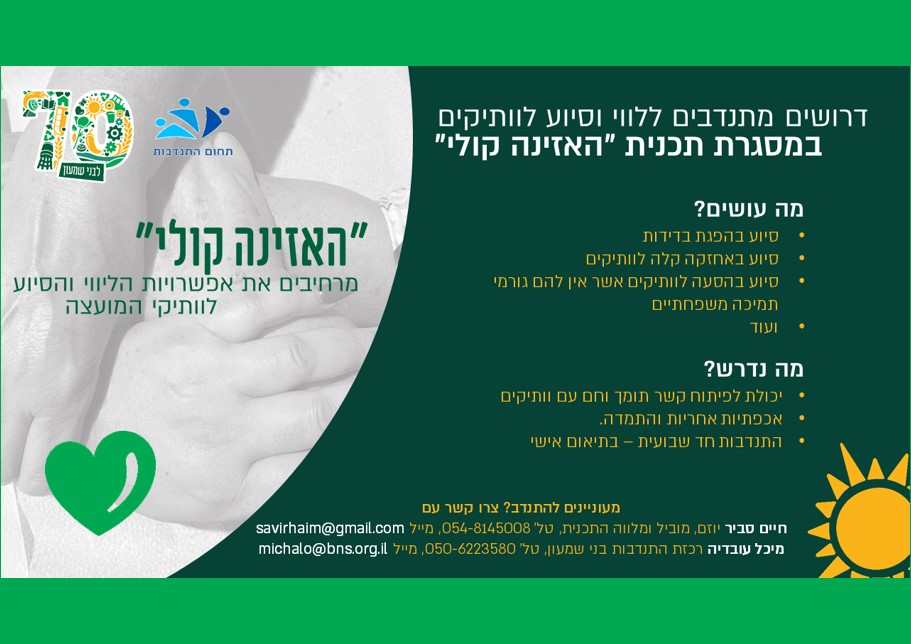 דרושים מתנדבים ללווי וסיוע לוותיקים
במסגרת תכנית "האזינה קולי"
מה עושים?
• סיוע בהפגת בדידות
• סיוע באחזקה קלה לוותיקים
• סיוע בהסעה לוותיקים אשר אין להם גורמי
תמיכה משפחתיים
• ועוד
מה נדרש?
• יכולת לפיתוח קשר תומך וחם עם וותיקים
• אכפתיות אחריות והתמדה.
• התנדבות חד שבועית – בתיאום אישי
מעוניינים להתנדב? צרו קשר עם
חיים סביר יוזם, מוביל ומלווה התכנית, טל' 054-8145008, מייל savirhaim@gmail.com
מיכל עובדיה רכזת התנדבות בני שמעון, טל' 050-6223580, מייל michalo@bns.org.il
תחום התנדבות
70
לבני שמעון
"האזינה קולי"
מרחיבים את אפשרויות הליווי והסיוע
לוותיקי המועצה